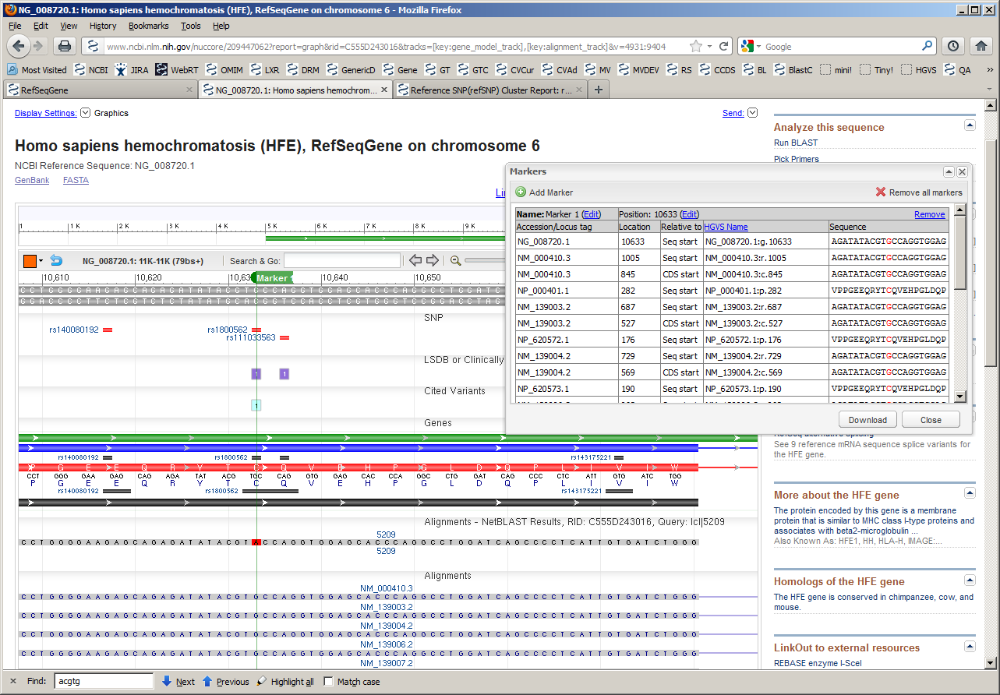 NG_008720.1: Homo sapiens hemochromatosis (HFE), RefSeqGene on chromosome 6 - Mozilla Firefox
File Edit View History Bookmarks Tools Help
www.ncbi.nlm.nih.gov/nuccore/209447062?report=graph&rid=C555D243016&tracks=[key:gene_model_track],[key:alignment_track]&v=4931:9404 Google
Most Visited NCBI JIRA WebRT OMIM LXR DRM GenericD Gene GT GTC CVCur CVAd MV MVDEV RS CCDS BL BlastC mini! Tiny! HGVS QA
RefSeqGene NG_008720.1: Homo sapiens hemochrom... Reference SNP(refSNP) Cluster Report: r...
Display Settings: Graphics Send:
Homo sapiens hemochromatosis (HFE), RefSeqGene on chromosome 6
NCBI Reference Sequence: NG_008720.1
GenBank FASTA
1 1 K 2 K 3 K 4 K 5 K 6 K 7 K 8 K 9 K
NG_008720.1: 11K-11K (79bs+) Search & Go:
10,610 10,620 10,630 Marker 10,640 10,650
SNP
rs140080192 rs1800562
rs111033563
LSDB or Clinically
1 1
Cited Variants
1
Genes
rs140080192 rs1800562 rs143175221
P G E E Q R Y T C Q V E H P G L D Q P L I V I W
CCT GGG GAA GAG CAG AGA TAT ACG TGC CAG GTG GAG CAC CCA GGC CTG GAT CAG CCC CTC ATT GTG ATC TGG
P G E E Q R Y T C Q V E H P G L D Q P L I V I W
rs140080192 rs1800562 rs143175221
Alignments - NetBLAST Results, RID: C555D243016, Query: lcl|5209
5209
C C T G G G G A A G A G C A G A G A T A T A C G T A C C A G G T G G A G C A C C C A G G C C T G G A T C A G C C C C T C A T T G T G A T C T G G G
5209
Alignments
NM_000410.3
C C T G G G G A A G A G C A G A G A T A T A C G T G C C A G G T G G A G C A C C C A G G C C T G G A T C A G C C C C T C A T T G T G A T C T G G G
NM_139003.2
C C T G G G G A A G A G C A G A G A T A T A C G T G C C A G G T G G A G C A C C C A G G C C T G G A T C A G C C C C T C A T T G T G A T C T G G G
NM_139004.2
C C T G G G G A A G A G C A G A G A T A T A C G T G C C A G G T G G A G C A C C C A G G C C T G G A T C A G C C C C T C A T T G T G A T C T G G G
NM_139006.2
C C T G G G G A A G A G C A G A G A T A T A C G T G C C A G G T G G A G C A C C C A G G C C T G G A T C A G C C C C T C A T T G T G A T C T G G G
NM_139007.2
Markers
Add Marker Remove all markers
Name: Marker 1 (Edit) Position: 10633 (Edit) Remove
Accession/Locus tag Location Relative to HGVS Name Sequence
NG_008720.1 10633 Seq start NG_008720.1:g.10633 AGATATACGTGCCAGGTGGAG
NM_000410.3 1005 Seq start NM_000410.3:r.1005 AGATATACGTGCCAGGTGGAG
NM_000410.3 845 CDS start NM_000410.3:c.845 AGATATACGTGCCAGGTGGAG
NP_000401.1 282 Seq start NP_000401.1:p.282 VPPGEEQRYTCQVEHPGLDQP
NM_139003.2 687 Seq start NM_139003.2:r.687 AGATATACGTGCCAGGTGGAG
NM_139003.2 527 CDS start NM_139003.2:c.527 AGATATACGTGCCAGGTGGAG
NP_620572.1 176 Seq start NP_620572.1:p.176 VPPGEEQRYTCQVEHPGLDQP
NM_139004.2 729 Seq start NM_139004.2:r.729 AGATATACGTGCCAGGTGGAG
NM_139004.2 569 CDS start NM_139004.2:c.569 AGATATACGTGCCAGGTGGAG
NP_620573.1 190 Seq start NP_620573.1:p.190 VPPGEEQRYTCQVEHPGLDQP
Download Close
Analyze this sequence
Run BLAST
Pick Primers
See 9 reference mRNA sequence splice variants for
the HFE gene.
More about the HFE gene
The protein encoded by this gene is a membrane
protein that is similar to MHC class I-type proteins and
associates with beta2-microglobulin ...
Also Known As: HFE1, HH, HLA-H, IMAGE:...
Homologs of the HFE gene
The HFE gene is conserved in chimpanzee, cow, and
mouse.
LinkOut to external resources
REBASE enzyme I-SceI
Find: acgtg Next Previous Highlight all Match case